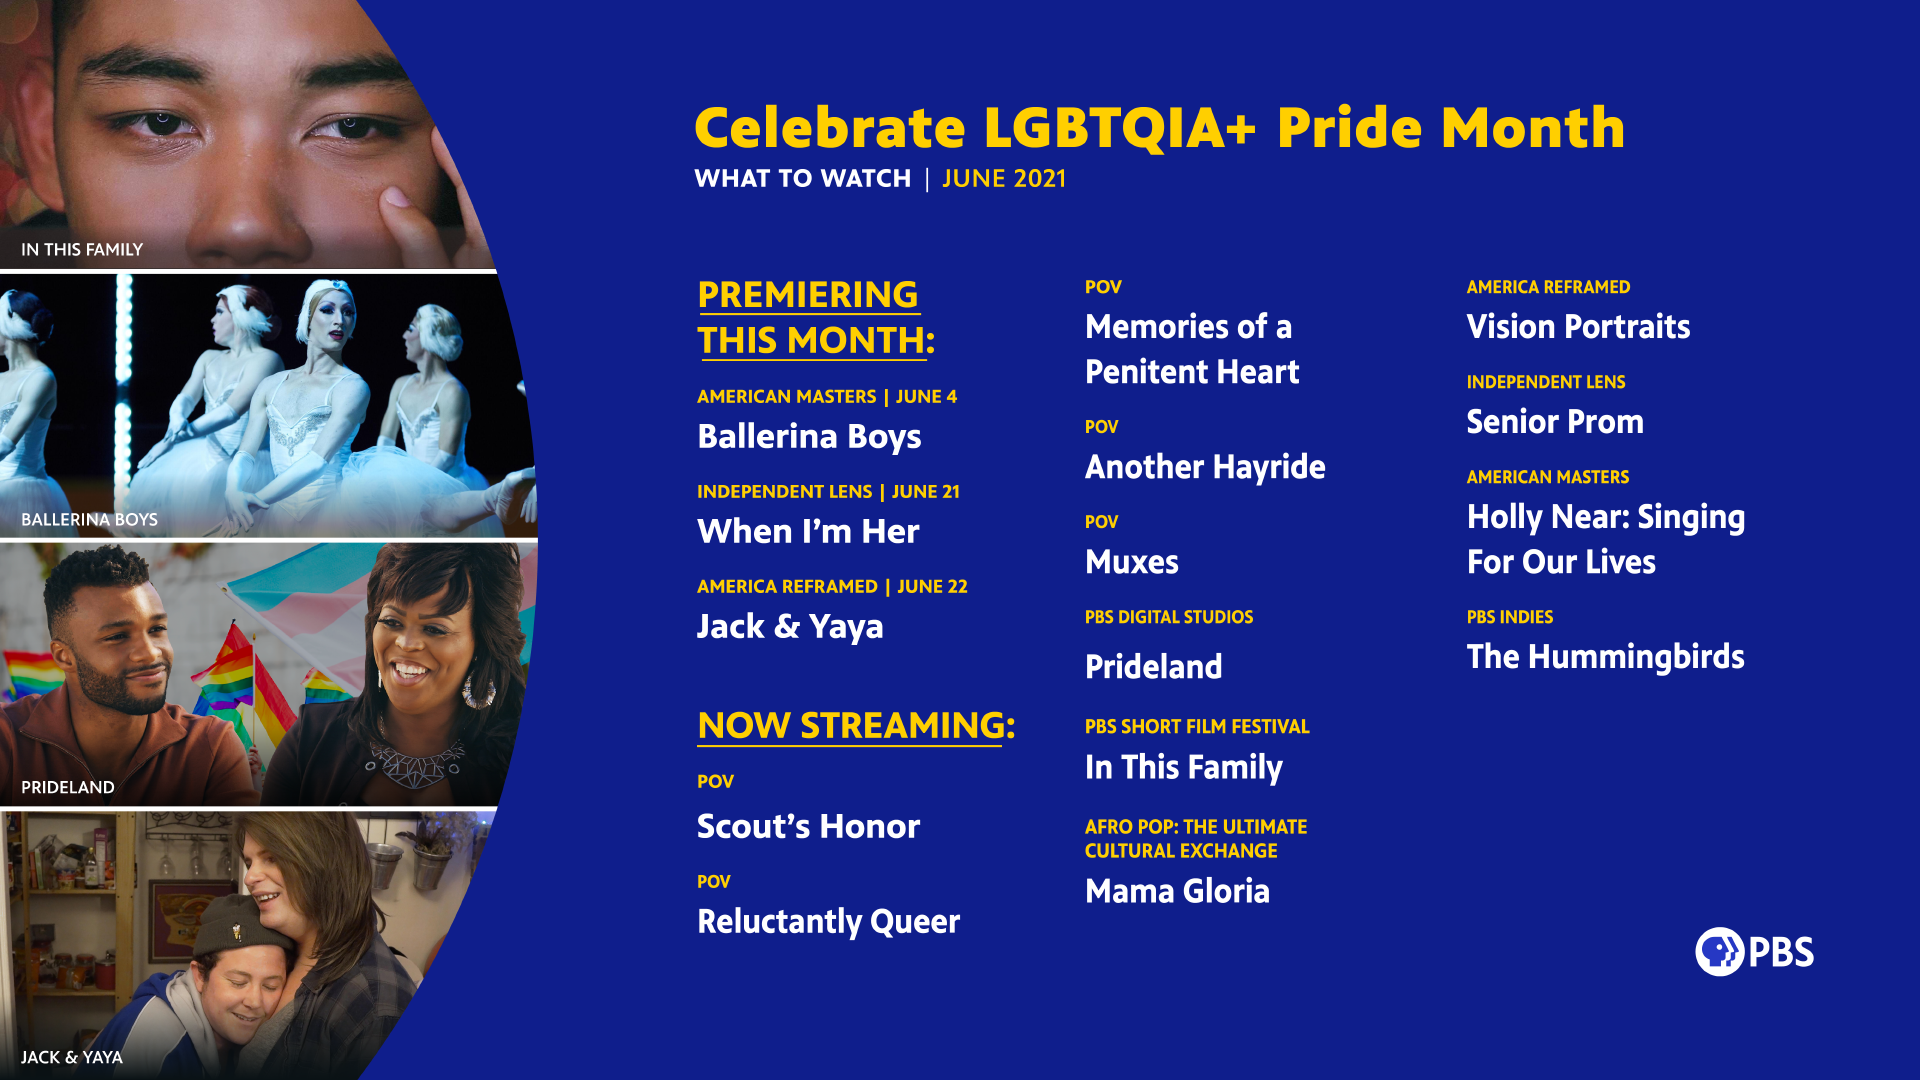 Celebrate LGBTQIA+ Pride Month
WHAT TO WATCH | JUNE 2021
IN THIS FAMILY
BALLERINA BOYS
PRIDELAND
JACK & YAYA
PREMIERING
THIS MONTH:
AMERICAN MASTERS | JUNE 4
Ballerina Boys
INDEPENDENT LENS | JUNE 21
When I'm Her
AMERICA REFRAMED | JUNE 22
Jack & Yaya
NOW STREAMING:
POV
Scout's Honor
POV
Reluctantly Queer
POV
Memories of a
Penitent Heart
POV
Another Hayride
POV
Muxes
PBS DIGITAL STUDIOS
Prideland
PBS SHORT FILM FESTIVAL
In This Family
AFRO POP: THE ULTIMATE
CULTURAL EXCHANGE
Mama Gloria
AMERICA REFRAMED
Vision Portraits
INDEPENDENT LENS
Senior Prom
AMERICAN MASTERS
Holly Near: Singing
For Our Lives
PBS INDIES
The Hummingbirds
PBS